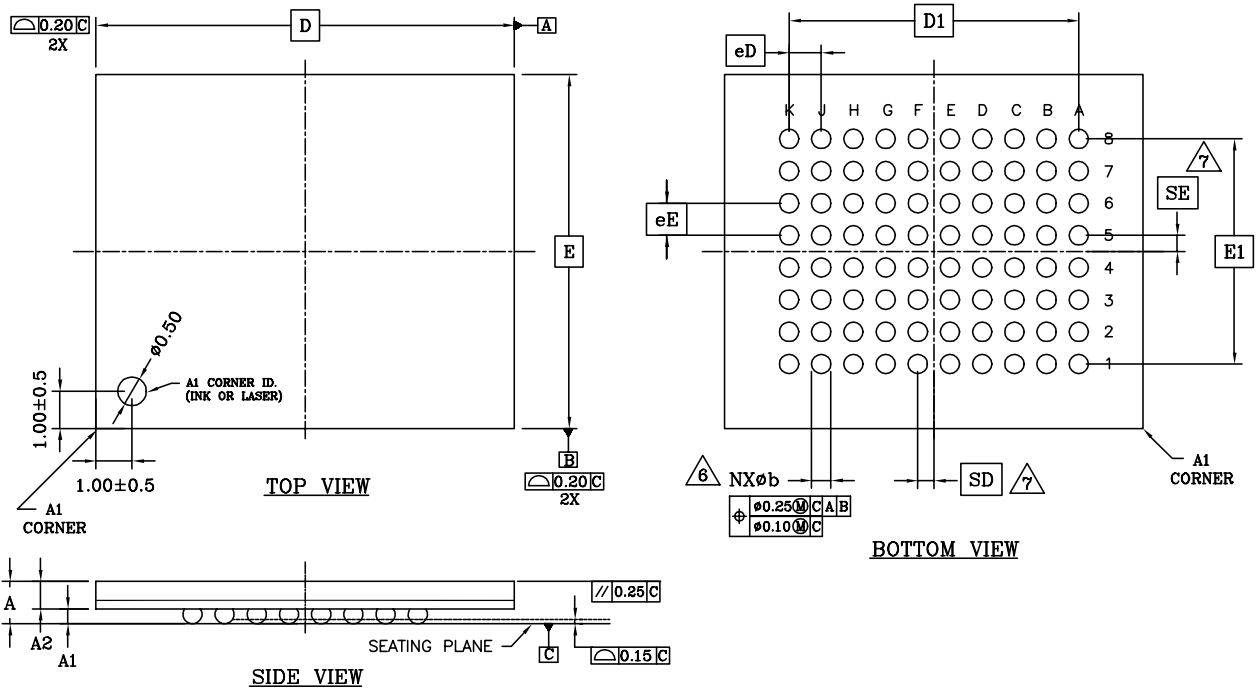 ⌓ 0.20 C
2X
D
A
E
ø0.50
A1 CORNER ID.
(INK OR LASER)
1.00±0.5
1.00±0.5
A1
CORNER
TOP VIEW
B
⌓ 0.20 C
2X
D1
eD
K J H G F E D C B A
8
7
6
5
4
3
2
1
eE
7
SE
E1
6 NXøb
⌖ ø0.25Ⓜ C A B
ø0.10Ⓜ C
SD 7
A1
CORNER
BOTTOM VIEW
A
A2
A1
// 0.25 C
SEATING PLANE
C
⌓ 0.15 C
SIDE VIEW